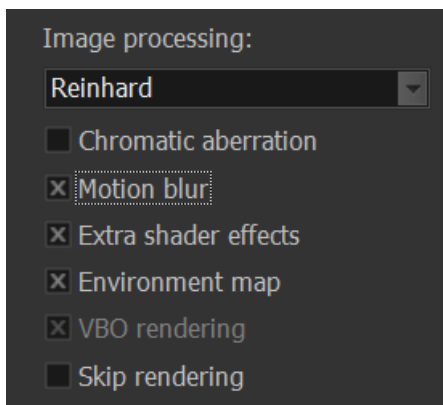 Image processing:
Reinhard
Chromatic aberration
Motion blur
Extra shader effects
Environment map
VBO rendering
Skip rendering